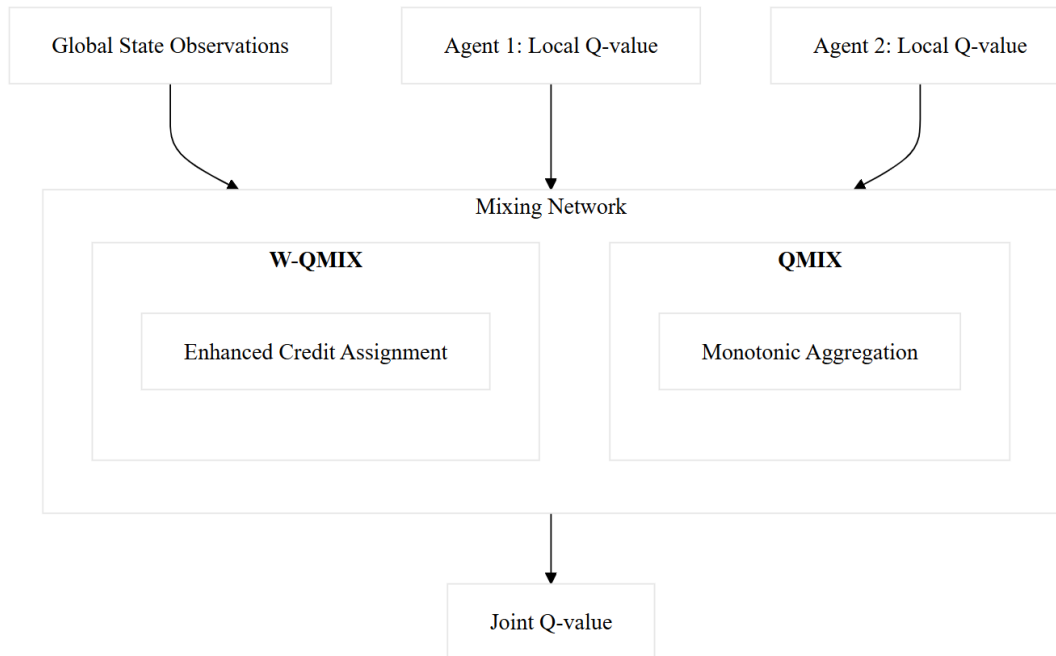 Global State Observations
Agent 1: Local Q-value
Agent 2: Local Q-value
Mixing Network
W-QMIX
QMIX
Enhanced Credit Assignment
Monotonic Aggregation
Joint Q-value